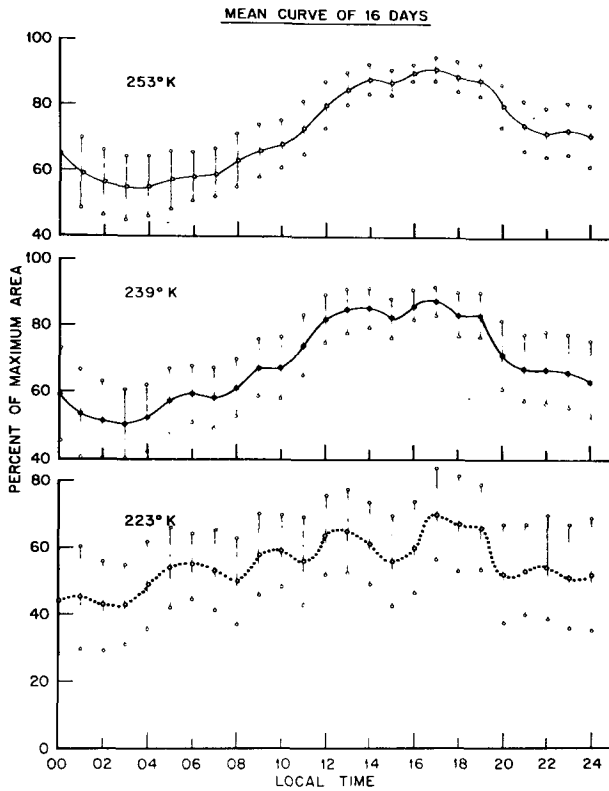 MEAN CURVE OF 16 DAYS
100
253°K
80
60
40
100
239°K
80
60
40
80
223°K
60
40
20
0
PERCENT OF MAXIMUM AREA
00 02 04 06 08 10 12 14 16 18 20 22 24
LOCAL TIME